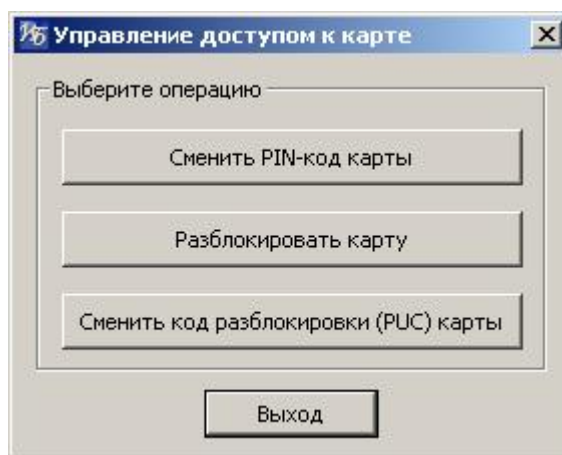 Управление доступом к карте
Выберите операцию
Сменить PIN-код карты
Разблокировать карту
Сменить код разблокировки (PUC) карты
Выход